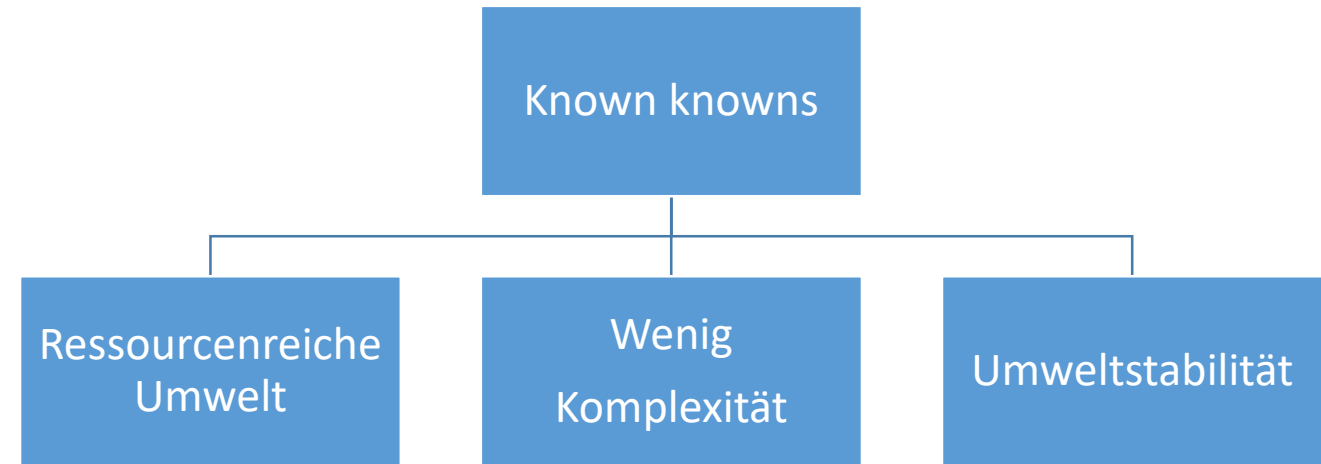 Known knowns
Ressourcenreiche
Umwelt
Wenig
Komplexität
Umweltstabilität